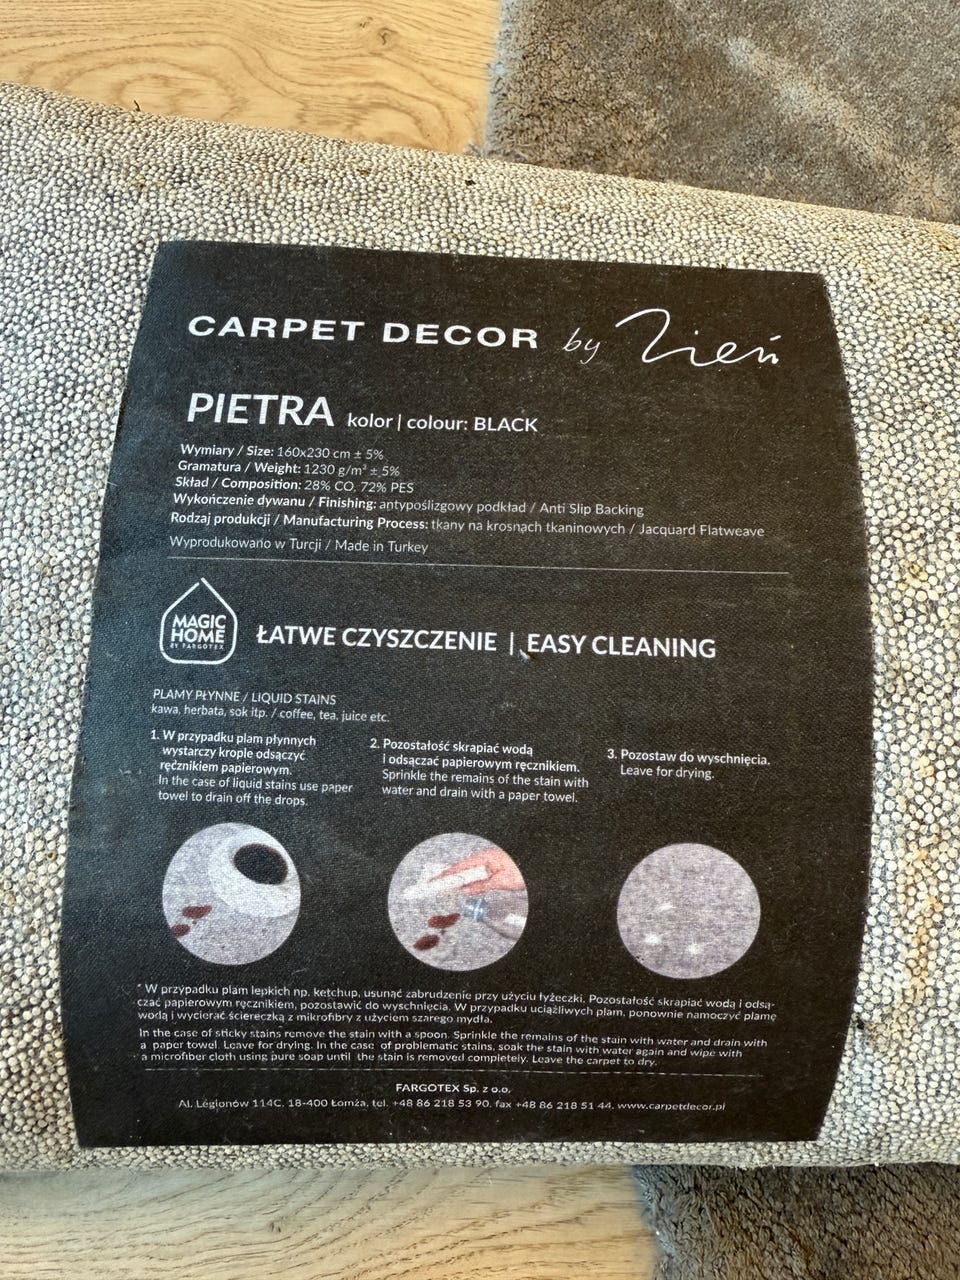 CARPET DECOR by Zień
PIETRA kolor | colour: BLACK
Wymiary / Size: 160x230 cm ± 5%
Gramatura / Weight: 1230 g/m² ± 5%
Skład / Composition: 28% CO, 72% PES
Wykończenie dywanu / Finishing: antypoślizgowy podkład / Anti Slip Backing
Rodzaj produkcji / Manufacturing Process: tkany na krosnach tkaninowych / Jacquard Flatweave
Wyprodukowano w Turcji / Made in Turkey
MAGIC
HOME
BY FARGOTEX
ŁATWE CZYSZCZENIE | EASY CLEANING
PLAMY PŁYNNE / LIQUID STAINS
kawa, herbata, sok itp. / coffee, tea, juice etc.
1. W przypadku plam płynnych
wystarczy krople odsączyć
ręcznikiem papierowym.
In the case of liquid stains use paper
towel to drain off the drops.
2. Pozostałość skrapiać wodą
i odsączać papierowym ręcznikiem.
Sprinkle the remains of the stain with
water and drain with a paper towel.
3. Pozostaw do wyschnięcia.
Leave for drying.
* W przypadku plam lepkich np. ketchup, usunąć zabrudzenie przy użyciu łyżeczki. Pozostałość skrapiać wodą i odsą-
czać papierowym ręcznikiem, pozostawić do wyschnięcia. W przypadku uciążliwych plam, ponownie namoczyć plamę
wodą i wycierać ściereczką z mikrofibry z użyciem szarego mydła.
In the case of sticky stains remove the stain with a spoon. Sprinkle the remains of the stain with water and drain with
a paper towel. Leave for drying. In the case of problematic stains, soak the stain with water again and wipe with
a microfiber cloth using pure soap until the stain is removed completely. Leave the carpet to dry.
FARGOTEX Sp. z o.o.
Al. Legionów 114C, 18-400 Łomża, tel. +48 86 218 53 90, fax +48 86 218 51 44, www.carpetdecor.pl